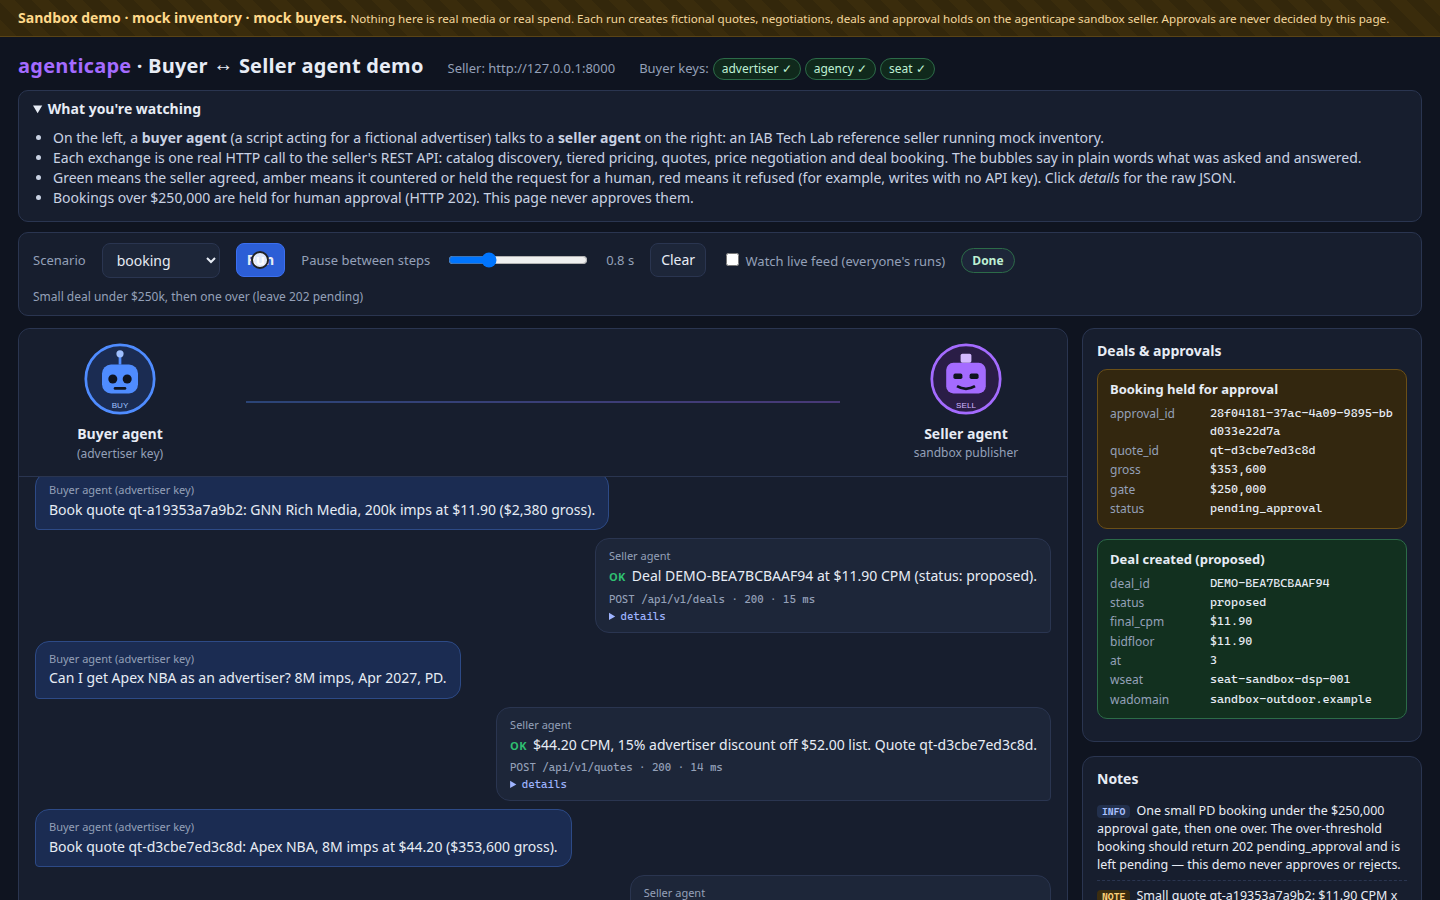 Sandbox demo · mock inventory · mock buyers. Nothing here is real media or real spend. Each run creates fictional quotes, negotiations, deals and approval holds on the agenticape sandbox seller. Approvals are never decided by this page.
agenticape · Buyer ↔ Seller agent demo Seller: http://127.0.0.1:8000 Buyer keys: advertiser ✓ agency ✓ seat ✓
▼ What you're watching
• On the left, a buyer agent (a script acting for a fictional advertiser) talks to a seller agent on the right: an IAB Tech Lab reference seller running mock inventory.
• Each exchange is one real HTTP call to the seller's REST API: catalog discovery, tiered pricing, quotes, price negotiation and deal booking. The bubbles say in plain words what was asked and answered.
• Green means the seller agreed, amber means it countered or held the request for a human, red means it refused (for example, writes with no API key). Click details for the raw JSON.
• Bookings over $250,000 are held for human approval (HTTP 202). This page never approves them.
Scenario booking Pause between steps 0.8 s Clear Watch live feed (everyone's runs) Done
Small deal under $250k, then one over (leave 202 pending)
BUY
Buyer agent
(advertiser key)
SELL
Seller agent
sandbox publisher
Buyer agent (advertiser key)
Book quote qt-a19353a7a9b2: GNN Rich Media, 200k imps at $11.90 ($2,380 gross).
Seller agent
OK Deal DEMO-BEA7BCBAAF94 at $11.90 CPM (status: proposed).
POST /api/v1/deals · 200 · 15 ms
▶ details
Buyer agent (advertiser key)
Can I get Apex NBA as an advertiser? 8M imps, Apr 2027, PD.
Seller agent
OK $44.20 CPM, 15% advertiser discount off $52.00 list. Quote qt-d3cbe7ed3c8d.
POST /api/v1/quotes · 200 · 14 ms
▶ details
Buyer agent (advertiser key)
Book quote qt-d3cbe7ed3c8d: Apex NBA, 8M imps at $44.20 ($353,600 gross).
Seller agent
Deals & approvals
Booking held for approval
approval_id 28f04181-37ac-4a09-9895-bb
d033e22d7a
quote_id qt-d3cbe7ed3c8d
gross $353,600
gate $250,000
status pending_approval
Deal created (proposed)
deal_id DEMO-BEA7BCBAAF94
status proposed
final_cpm $11.90
bidfloor $11.90
at 3
wseat seat-sandbox-dsp-001
wadomain sandbox-outdoor.example
Notes
INFO One small PD booking under the $250,000
approval gate, then one over. The over-threshold
booking should return 202 pending_approval and is
left pending — this demo never approves or rejects.
NOTE Small quote qt-a19353a7a9b2: $11.90 CPM x